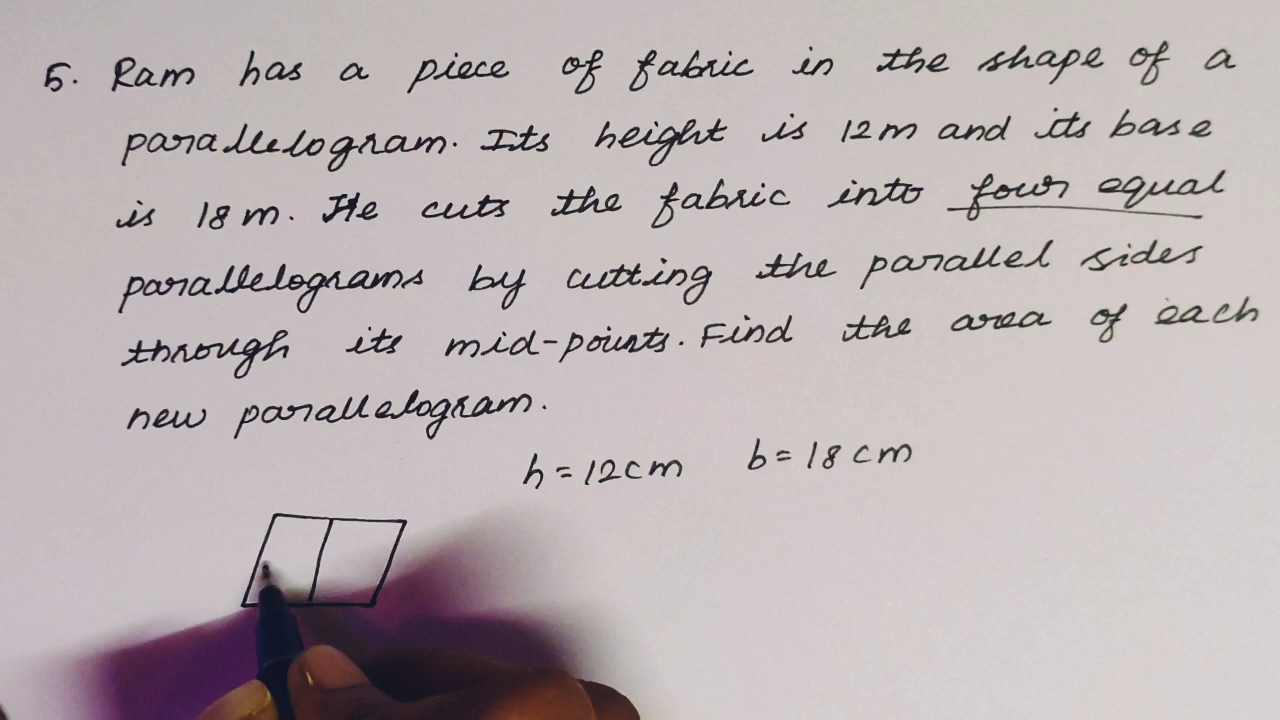 5. Ram has a piece of fabric in the shape of a
parallelogram. Its height is 12m and its base
is 18m. He cuts the fabric into four equal
parallelograms by cutting the parallel sides
through its mid-points. Find the area of each
new parallelogram.
h=12cm b=18cm